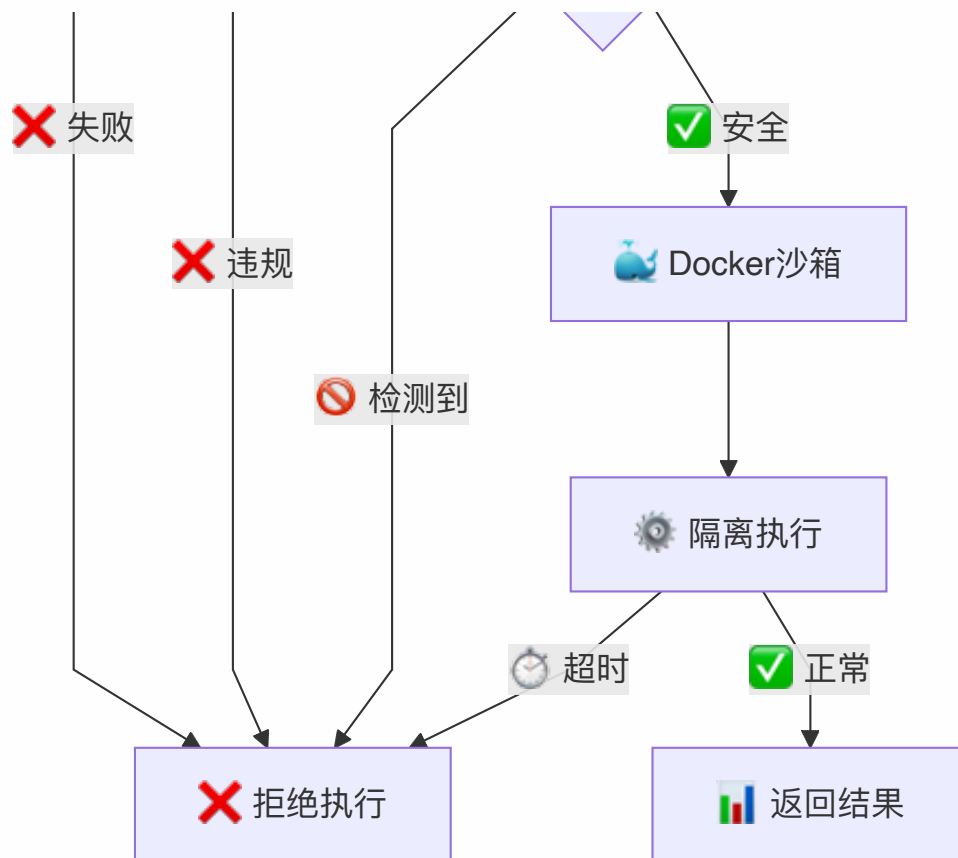 ❌ 失败
✅ 安全
❌ 违规
🐳 Docker沙箱
🚫 检测到
⚙️ 隔离执行
⏱️ 超时
✅ 正常
❌ 拒绝执行
📊 返回结果